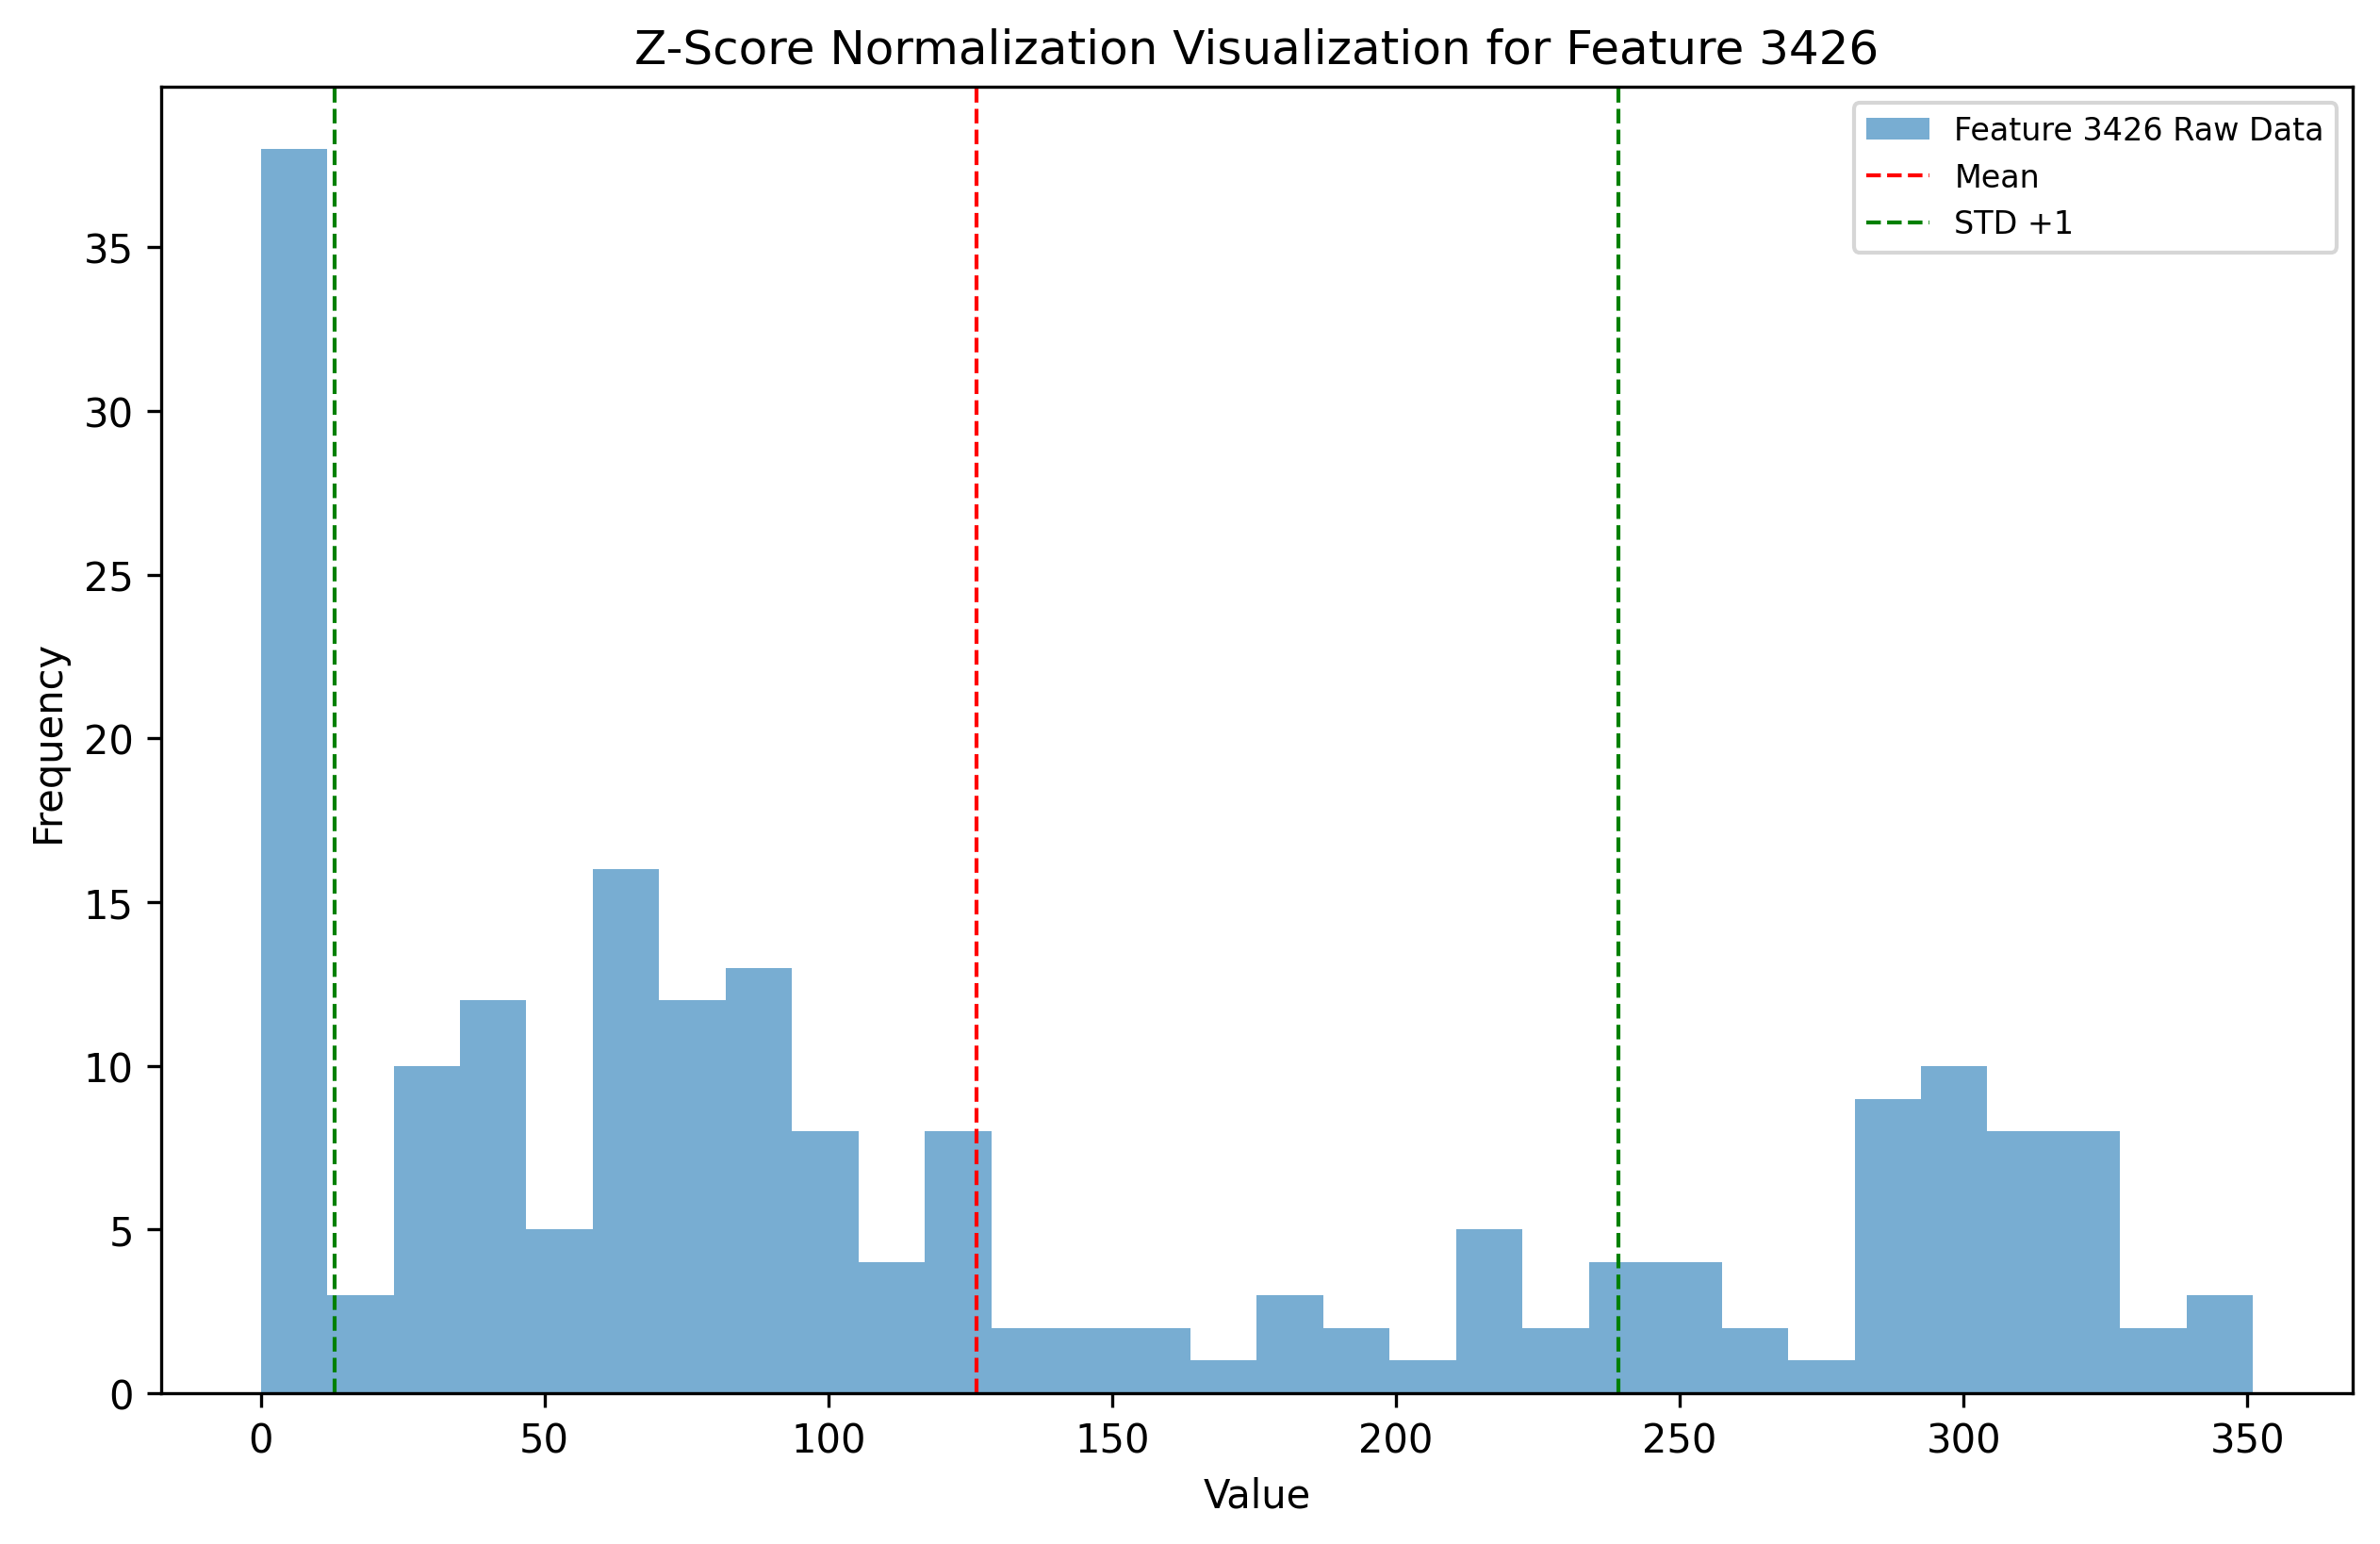 Z-Score Normalization Visualization for Feature 3426
Feature 3426 Raw Data
Mean
STD +1
Frequency
35
30
25
20
15
10
5
0
0 50 100 150 200 250 300 350
Value